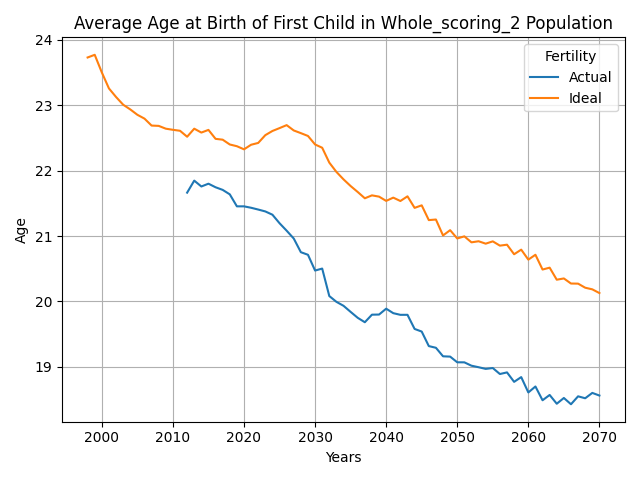 Average Age at Birth of First Child in Whole_scoring_2 Population
24
23
22
21
20
19
Age
Fertility
Actual
Ideal
2000 2010 2020 2030 2040 2050 2060 2070
Years